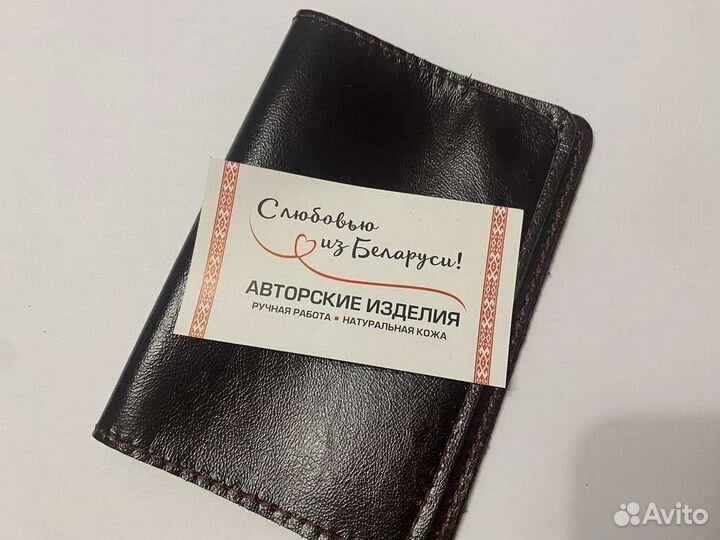 С любовью
из Беларуси!
АВТОРСКИЕ ИЗДЕЛИЯ
РУЧНАЯ РАБОТА ▪ НАТУРАЛЬНАЯ КОЖА
Avito